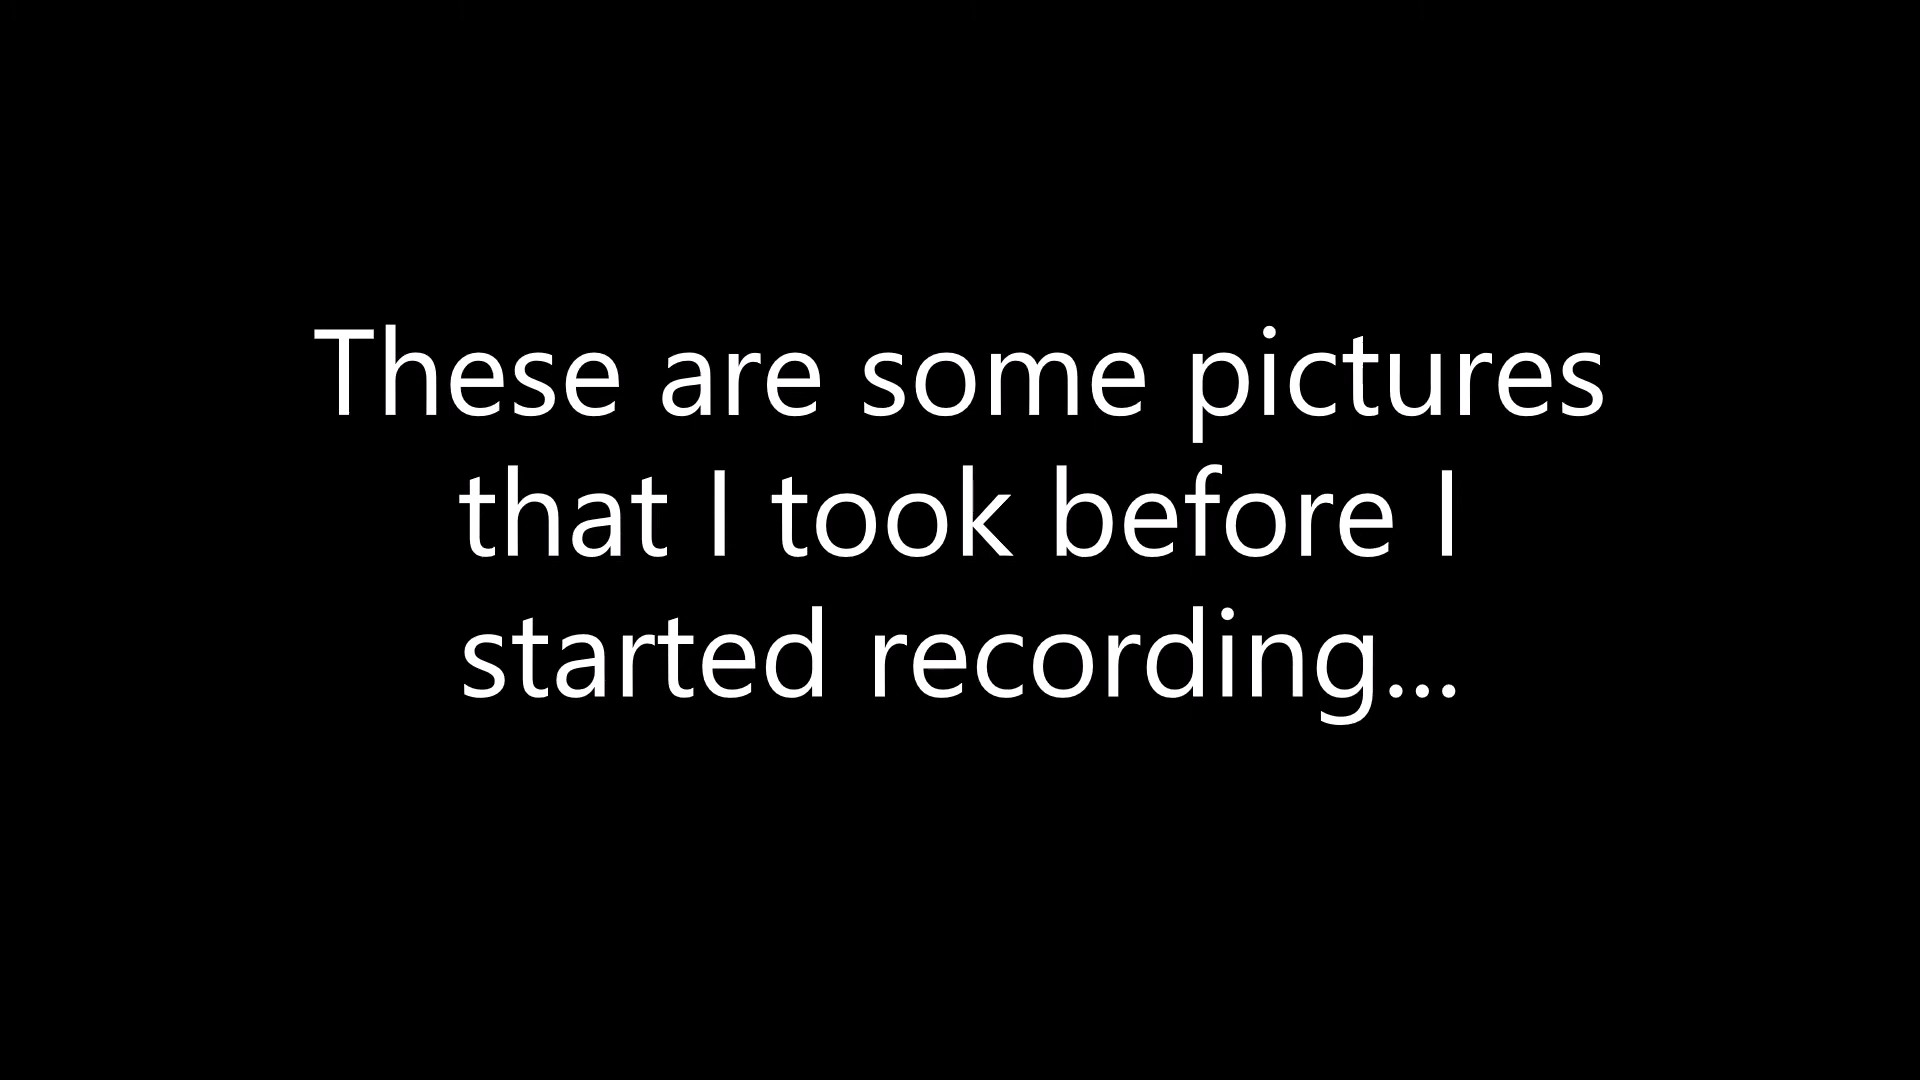 These are some pictures
that I took before I
started recording...